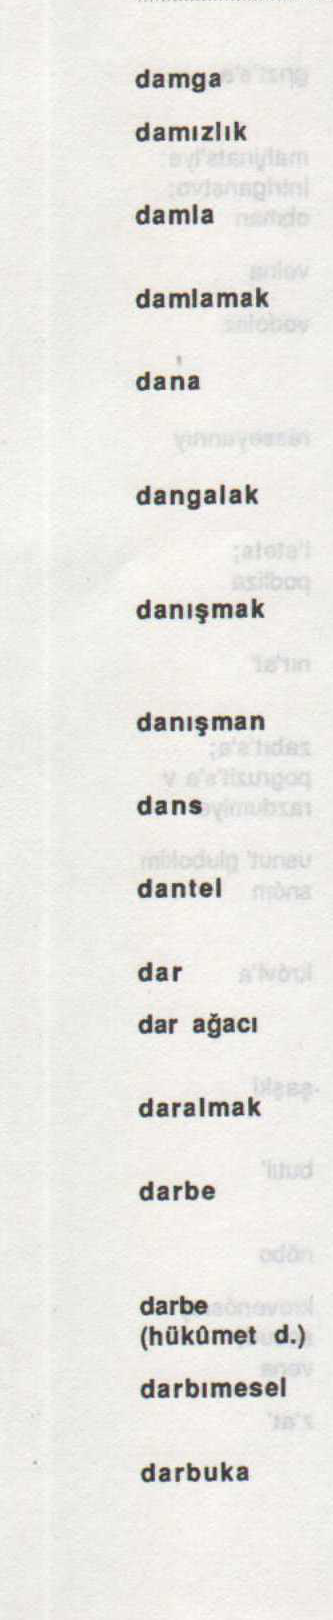 damga
damızlık
damla
damlamak
dana
dangalak
danışmak
danışman
dans
dantel
dar
dar ağacı
daralmak
darbe
darbe
(hükûmet d.)
darbımesel
darbuka